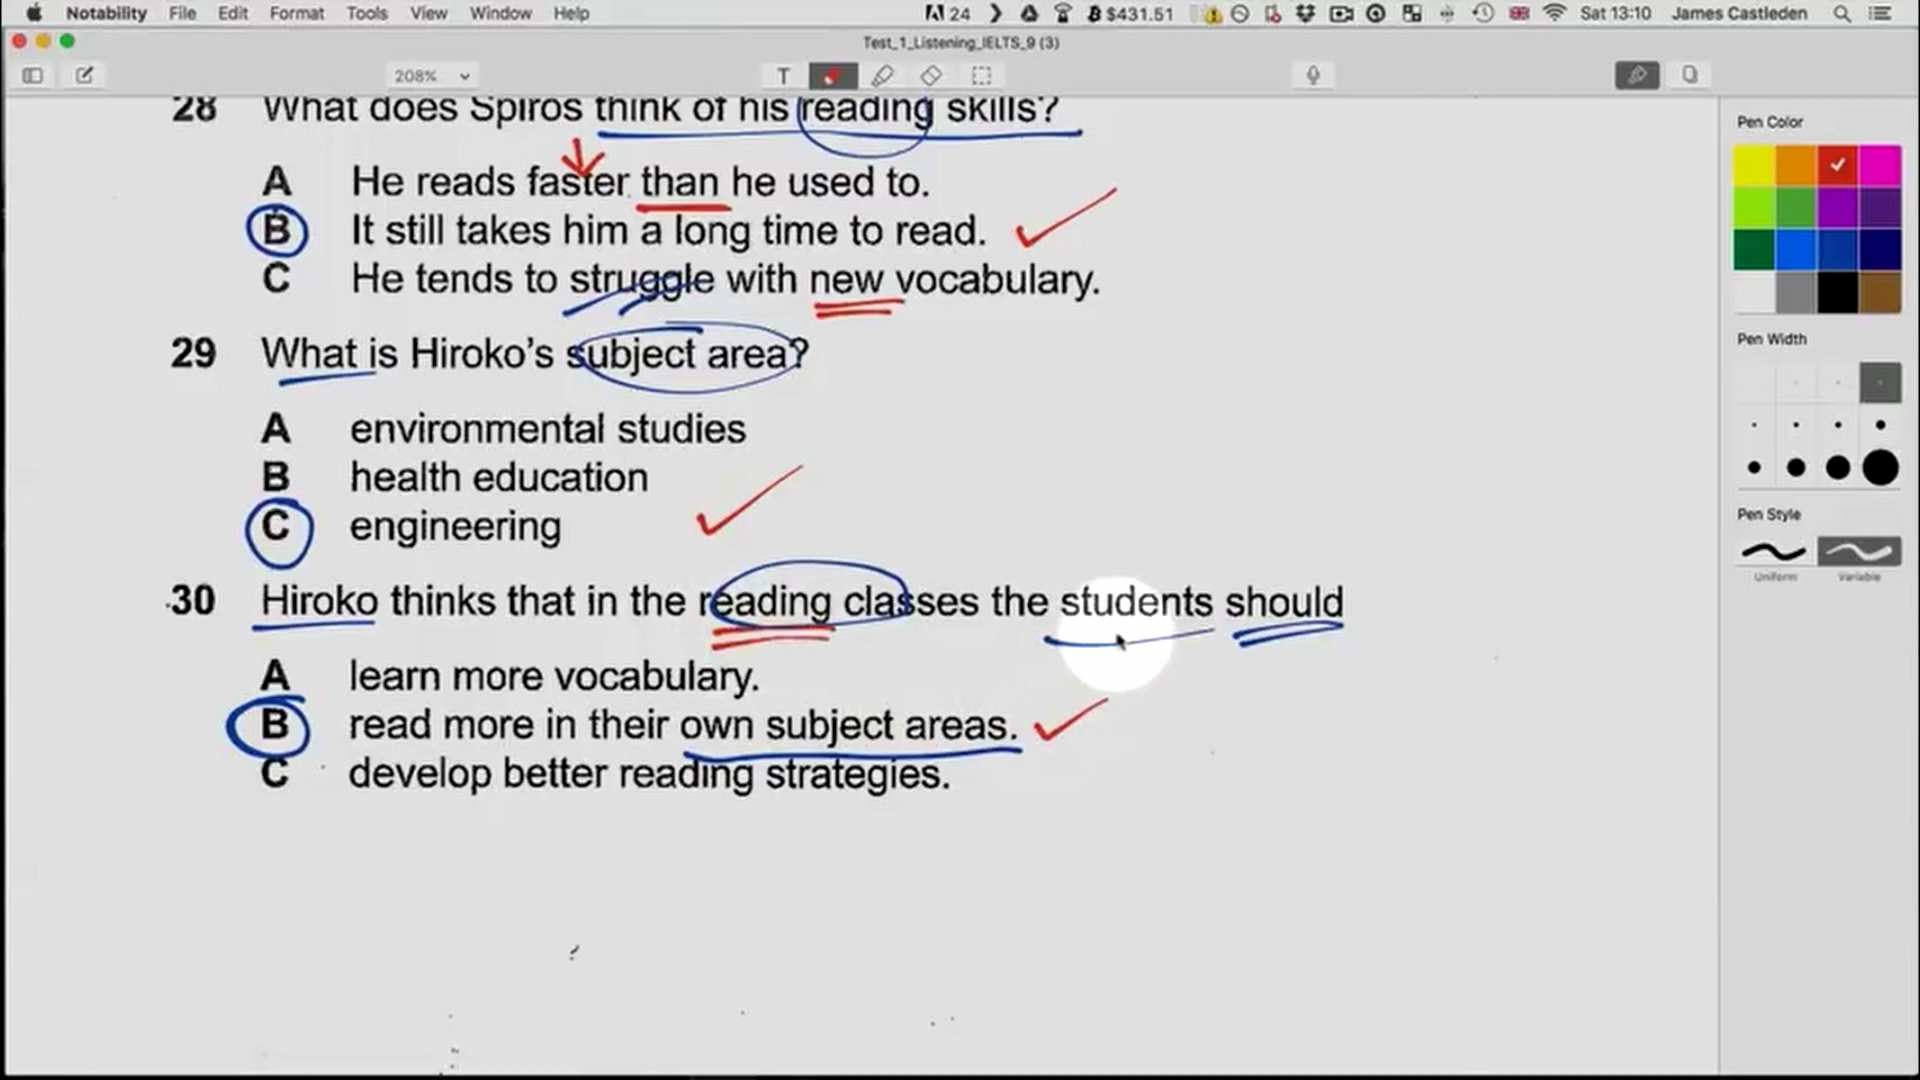 Notability File Edit Format Tools View Window Help 24 $431.51 Sat 13:10 James Castleden
Test_1_Listening_IELTS_9 (3)
208% T
28 What does Spiros think of his reading skills?
A He reads faster than he used to.
B It still takes him a long time to read.
C He tends to struggle with new vocabulary.
29 What is Hiroko's subject area?
A environmental studies
B health education
C engineering
30 Hiroko thinks that in the reading classes the students should
A learn more vocabulary.
B read more in their own subject areas.
C develop better reading strategies.
Pen Color
Pen Width
Pen Style
Uniform Variable